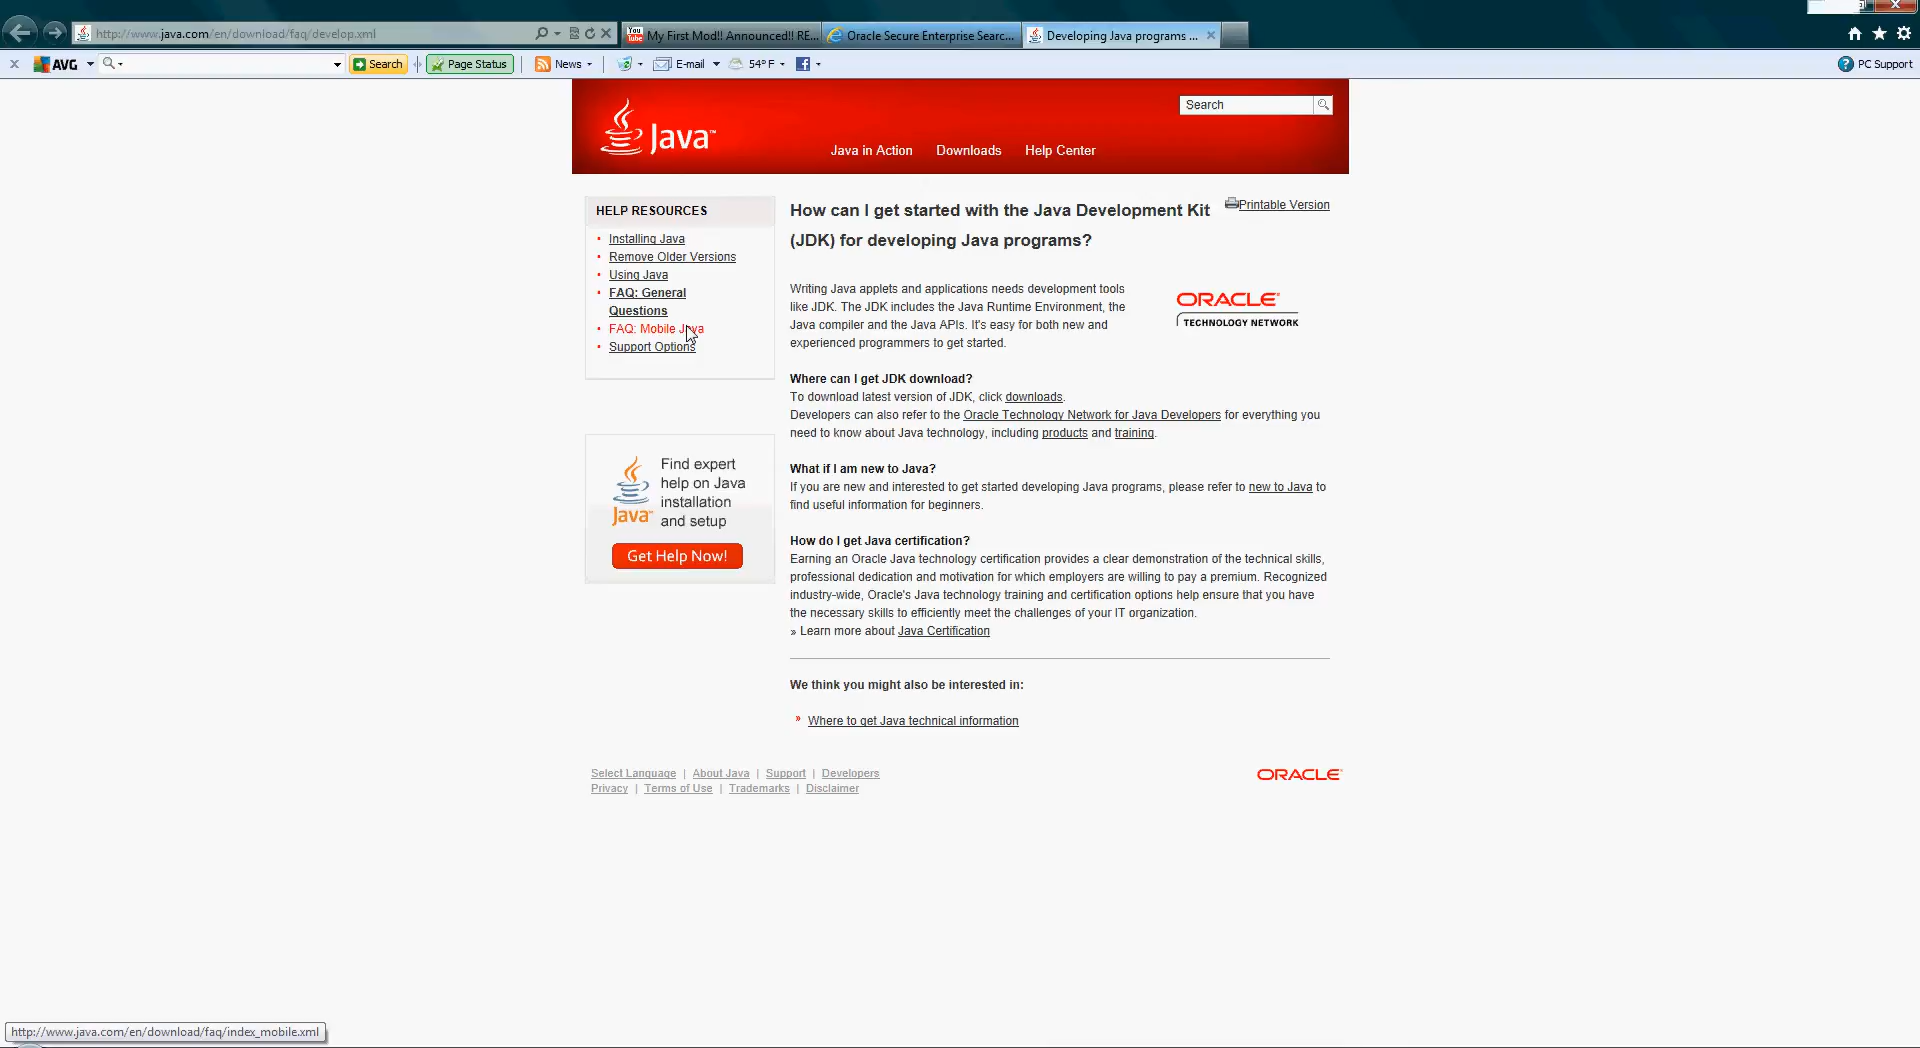 http://www.java.com/en/download/faq/develop.xml
You Tube
My First Mod!! Announced!! RE...
Oracle Secure Enterprise Searc...
Developing Java programs ...
AVG
Search
Page Status
News
E-mail
54°F
PC Support
Java™
Search
Java in Action
Downloads
Help Center
HELP RESOURCES
Installing Java
Remove Older Versions
Using Java
FAQ: General
Questions
FAQ: Mobile Java
Support Options
Find expert
help on Java
installation
and setup
Java™
Get Help Now!
How can I get started with the Java Development Kit
(JDK) for developing Java programs?
Printable Version
Writing Java applets and applications needs development tools
like JDK. The JDK includes the Java Runtime Environment, the
Java compiler and the Java APIs. It's easy for both new and
experienced programmers to get started.
ORACLE
TECHNOLOGY NETWORK
Where can I get JDK download?
To download latest version of JDK, click downloads.
Developers can also refer to the Oracle Technology Network for Java Developers for everything you
need to know about Java technology, including products and training.
What if I am new to Java?
If you are new and interested to get started developing Java programs, please refer to new to Java to
find useful information for beginners.
How do I get Java certification?
Earning an Oracle Java technology certification provides a clear demonstration of the technical skills,
professional dedication and motivation for which employers are willing to pay a premium. Recognized
industry-wide, Oracle's Java technology training and certification options help ensure that you have
the necessary skills to efficiently meet the challenges of your IT organization.
» Learn more about Java Certification
We think you might also be interested in:
» Where to get Java technical information
Select Language | About Java | Support | Developers
Privacy | Terms of Use | Trademarks | Disclaimer
ORACLE
http://www.java.com/en/download/faq/index_mobile.xml